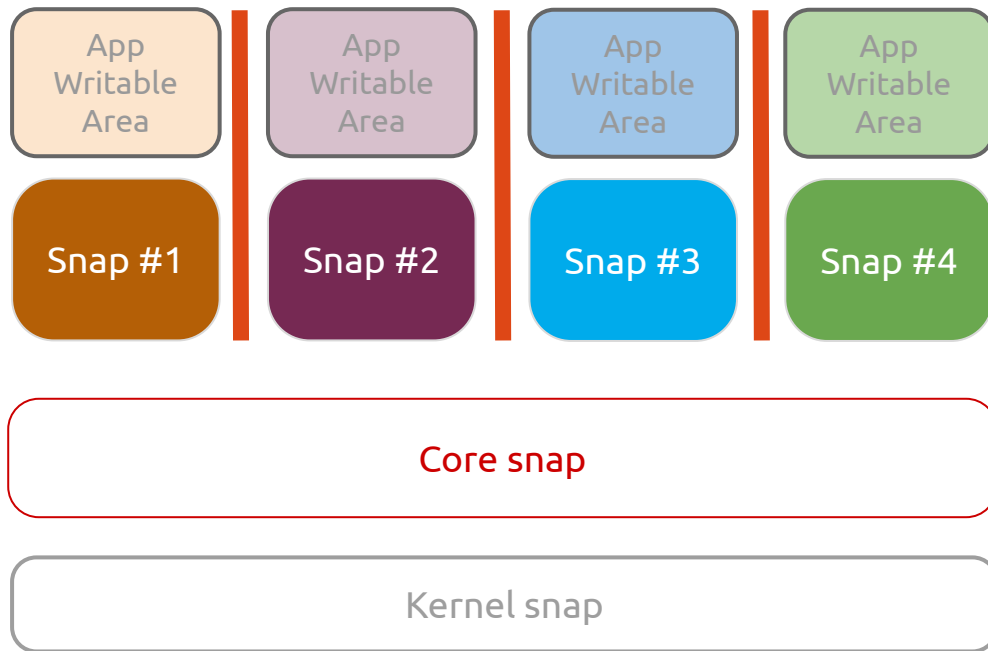 App
Writable
Area
App
Writable
Area
App
Writable
Area
App
Writable
Area
Snap #1
Snap #2
Snap #3
Snap #4
Core snap
Kernel snap